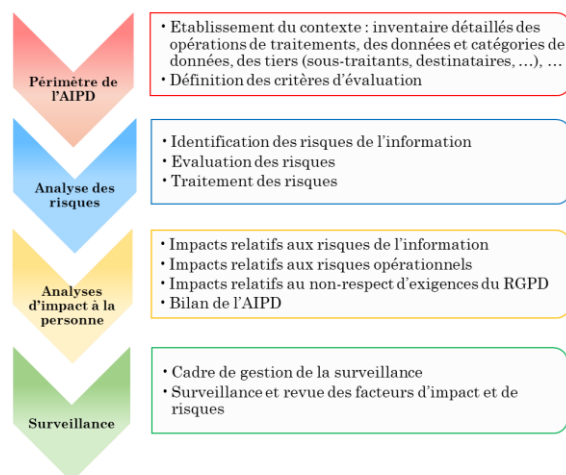 Périmètre de
l'AIPD
• Etablissement du contexte : inventaire détaillés des
opérations de traitements, des données et catégories de
données, des tiers (sous-traitants, destinataires, ...), ...
• Définition des critères d'évaluation
Analyse des
risques
• Identification des risques de l'information
• Evaluation des risques
• Traitement des risques
Analyses
d'impact à la
personne
• Impacts relatifs aux risques de l'information
• Impacts relatifs aux risques opérationnels
• Impacts relatifs au non-respect d'exigences du RGPD
• Bilan de l'AIPD
Surveillance
• Cadre de gestion de la surveillance
• Surveillance et revue des facteurs d'impact et de
risques